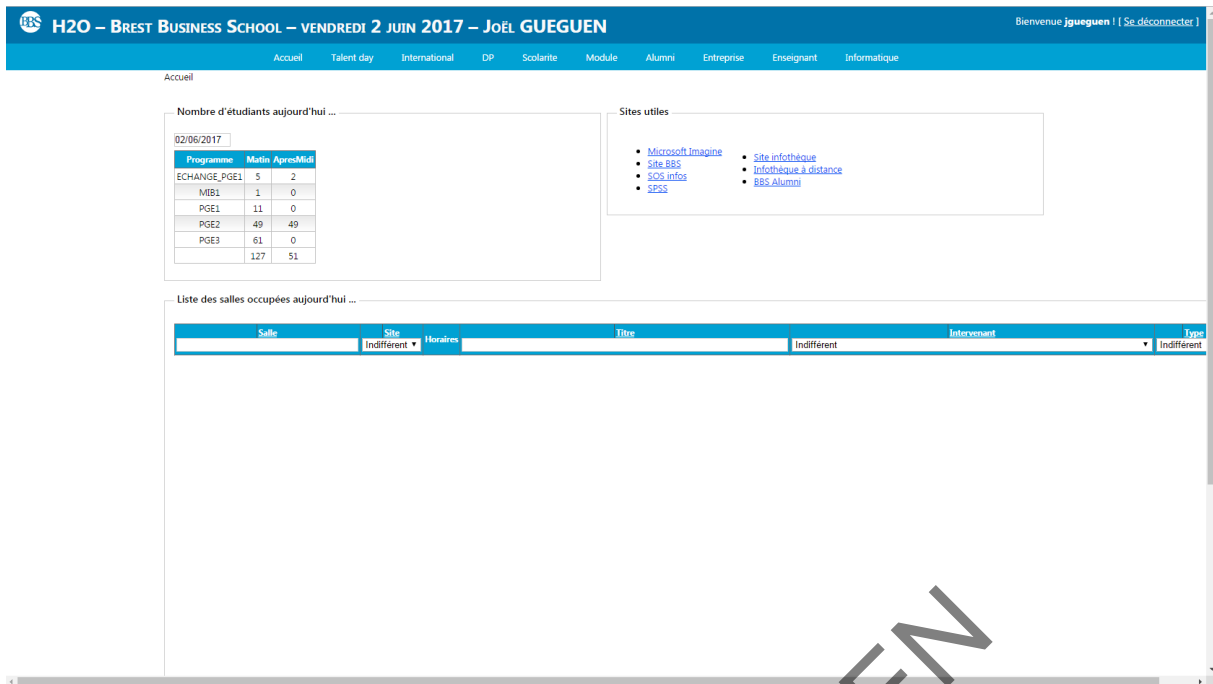 BBS H2O – BREST BUSINESS SCHOOL – VENDREDI 2 JUIN 2017 – JOËL GUEGUEN
Bienvenue jgueguen ! [ Se déconnecter ]
Accueil Talent day International DP Scolarite Module Alumni Entreprise Enseignant Informatique
Accueil
Nombre d'étudiants aujourd'hui ...
02/06/2017
Programme Matin ApresMidi
ECHANGE_PGE1 5 2
MIB1 1 0
PGE1 11 0
PGE2 49 49
PGE3 61 0
127 51
Sites utiles
Microsoft Imagine
Site BBS
SOS infos
SPSS
Site infothèque
Infothèque à distance
BBS Alumni
Liste des salles occupées aujourd'hui ...
Salle Site Horaires Titre Intervenant Type
Indifférent Indifférent Indifférent
EN